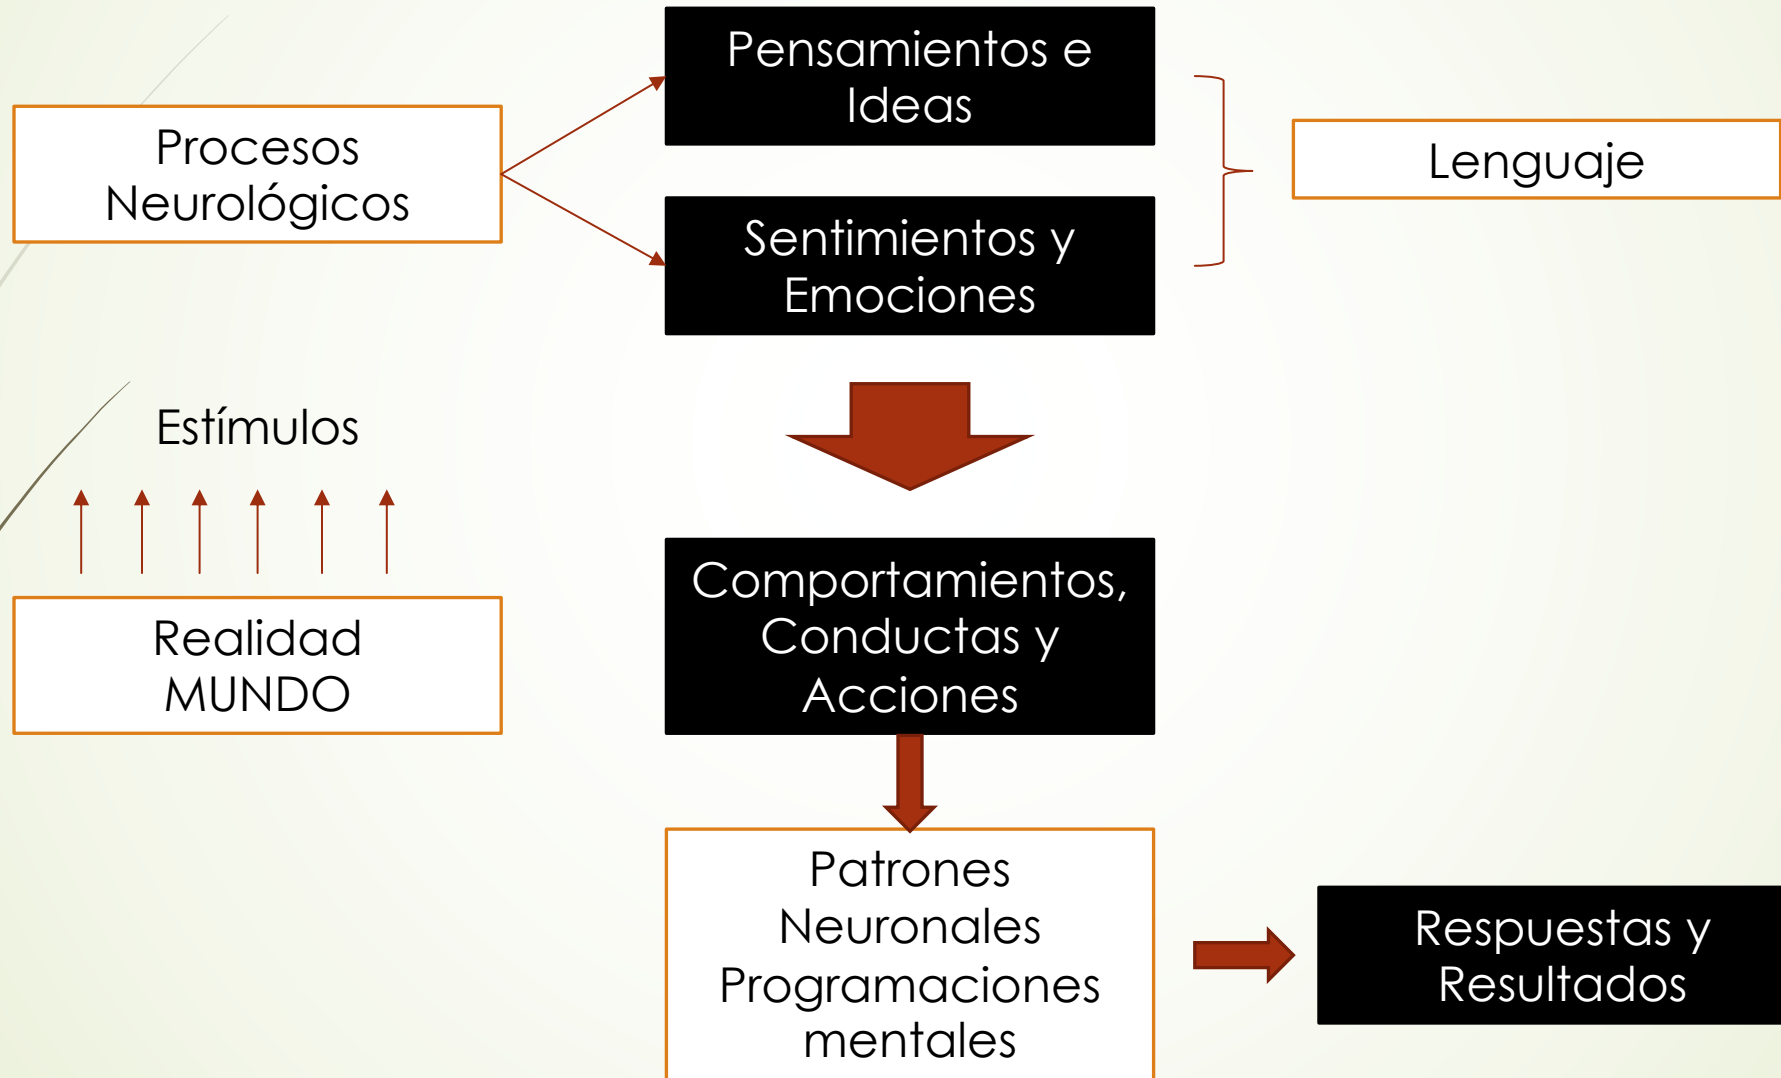 Pensamientos e
Ideas
Procesos
Neurológicos
Lenguaje
Sentimientos y
Emociones
Estímulos
Realidad
MUNDO
Comportamientos,
Conductas y
Acciones
Patrones
Neuronales
Programaciones
mentales
Respuestas y
Resultados